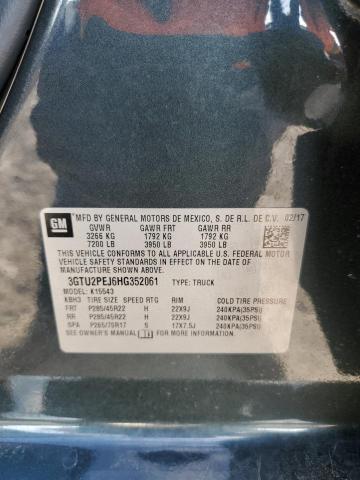 GM
MFD BY GENERAL MOTORS DE MEXICO, S. DE R.L. DE C.V. 02/17
GVWR GAWR FRT GAWR RR
3266 KG 1792 KG 1792 KG
7200 LB 3950 LB 3950 LB
THIS VEHICLE CONFORMS TO ALL APPLICABLE U.S. FEDERAL MOTOR
VEHICLE SAFETY STANDARDS IN EFFECT ON THE DATE OF
MANUFACTURE SHOWN ABOVE.
3GTU2PEJ6HG352061 TYPE: TRUCK
MODEL: K15543
KBH3 TIRE SIZE SPEED RTG RIM COLD TIRE PRESSURE
FRT P285/45R22 H 22X9J 240KPA(35PSI)
RR P285/45R22 H 22X9J 240KPA(35PSI)
SPA P265/70R17 S 17X7.5J 240KPA(35PSI)
SEE OWNER'S MANUAL FOR MORE INFORMATION.